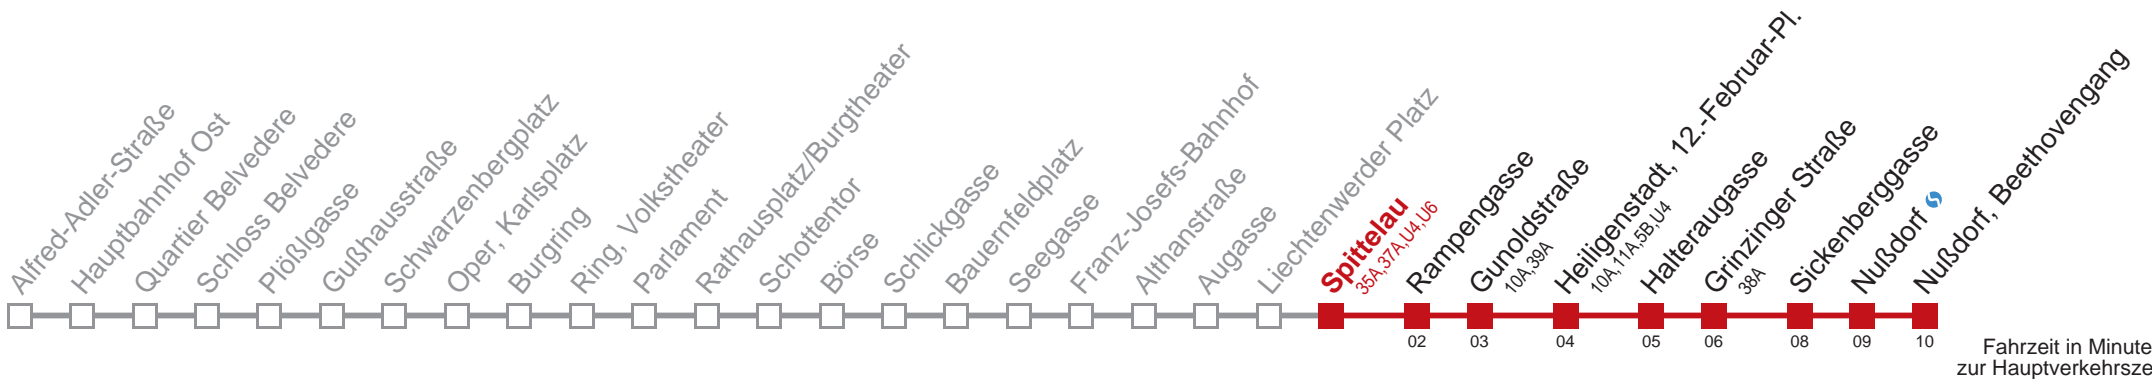 Alfred-Adler-Straße
Hauptbahnhof Ost
Quartier Belvedere
Schloss Belvedere
Plößlgasse
Gußhausstraße
Schwarzenbergplatz
Oper, Karlsplatz
Burgring
Ring, Volkstheater
Parlament
Rathausplatz/Burgtheater
Schottentor
Börse
Schlickgasse
Bauernfeldplatz
Seegasse
Franz-Josefs-Bahnhof
Althanstraße
Augasse
Liechtenwerder Platz
Spittelau
35A,37A,U4,U6
Rampengasse
Gunoldstraße
10A,39A
Heiligenstadt, 12.-Februar-Pl.
10A,11A,5B,U4
Halteraugasse
Grinzinger Straße
38A
Sickenberggasse
Nußdorf
Nußdorf, Beethovengang
02 03 04 05 06 08 09 10
Fahrzeit in Minute
zur Hauptverkehrsze